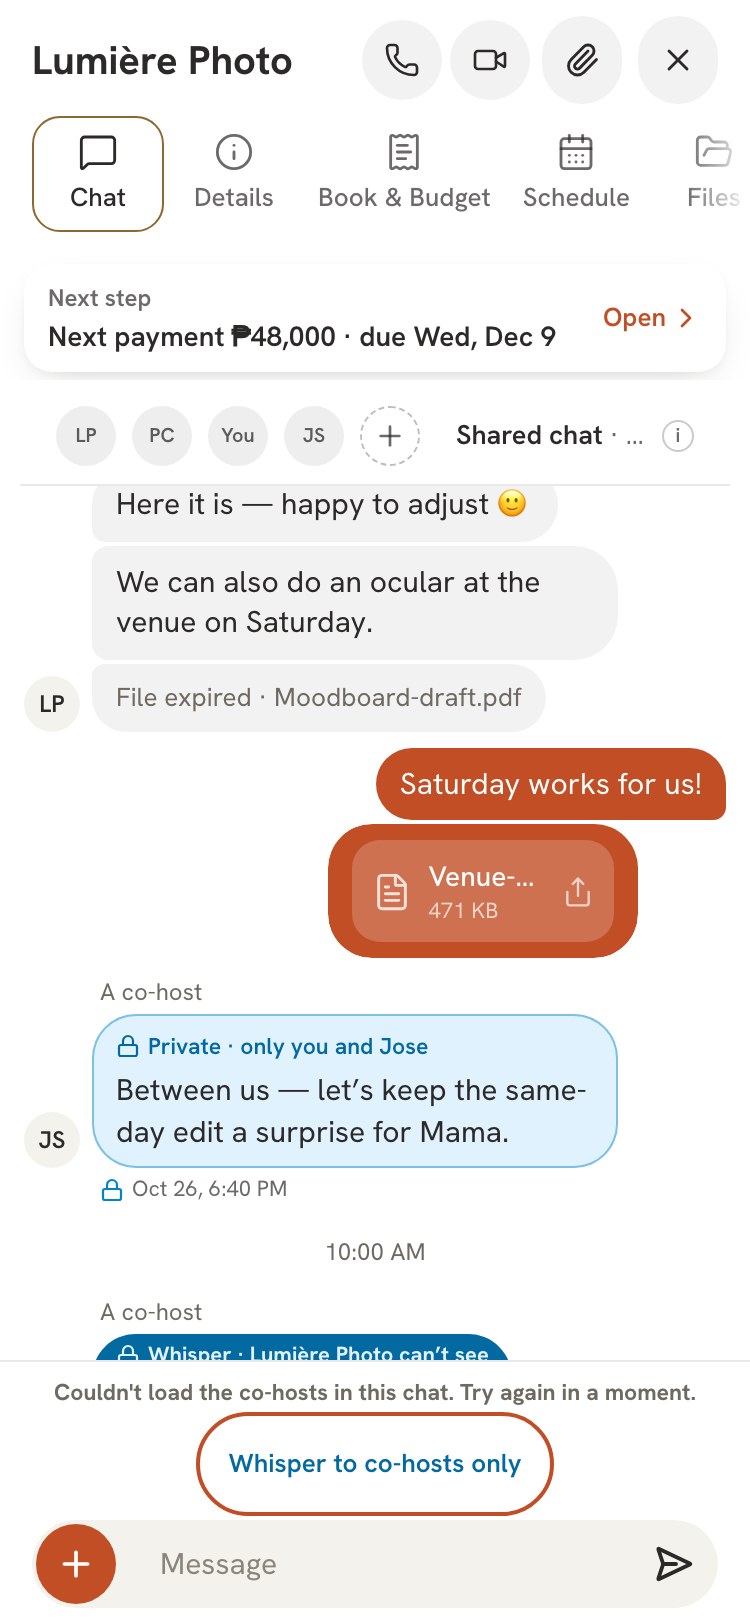 Lumière Photo
Chat
Details
Book & Budget
Schedule
Files
Next step
Next payment ₱48,000 · due Wed, Dec 9
Open
LP
PC
You
JS
Shared chat · ...
Here it is — happy to adjust 🙂
We can also do an ocular at the
venue on Saturday.
File expired · Moodboard-draft.pdf
LP
Saturday works for us!
Venue-...
471 KB
A co-host
Private · only you and Jose
Between us — let’s keep the same-
day edit a surprise for Mama.
JS
Oct 26, 6:40 PM
10:00 AM
A co-host
Whisper · Lumière Photo can’t see
Couldn't load the co-hosts in this chat. Try again in a moment.
Whisper to co-hosts only
Message